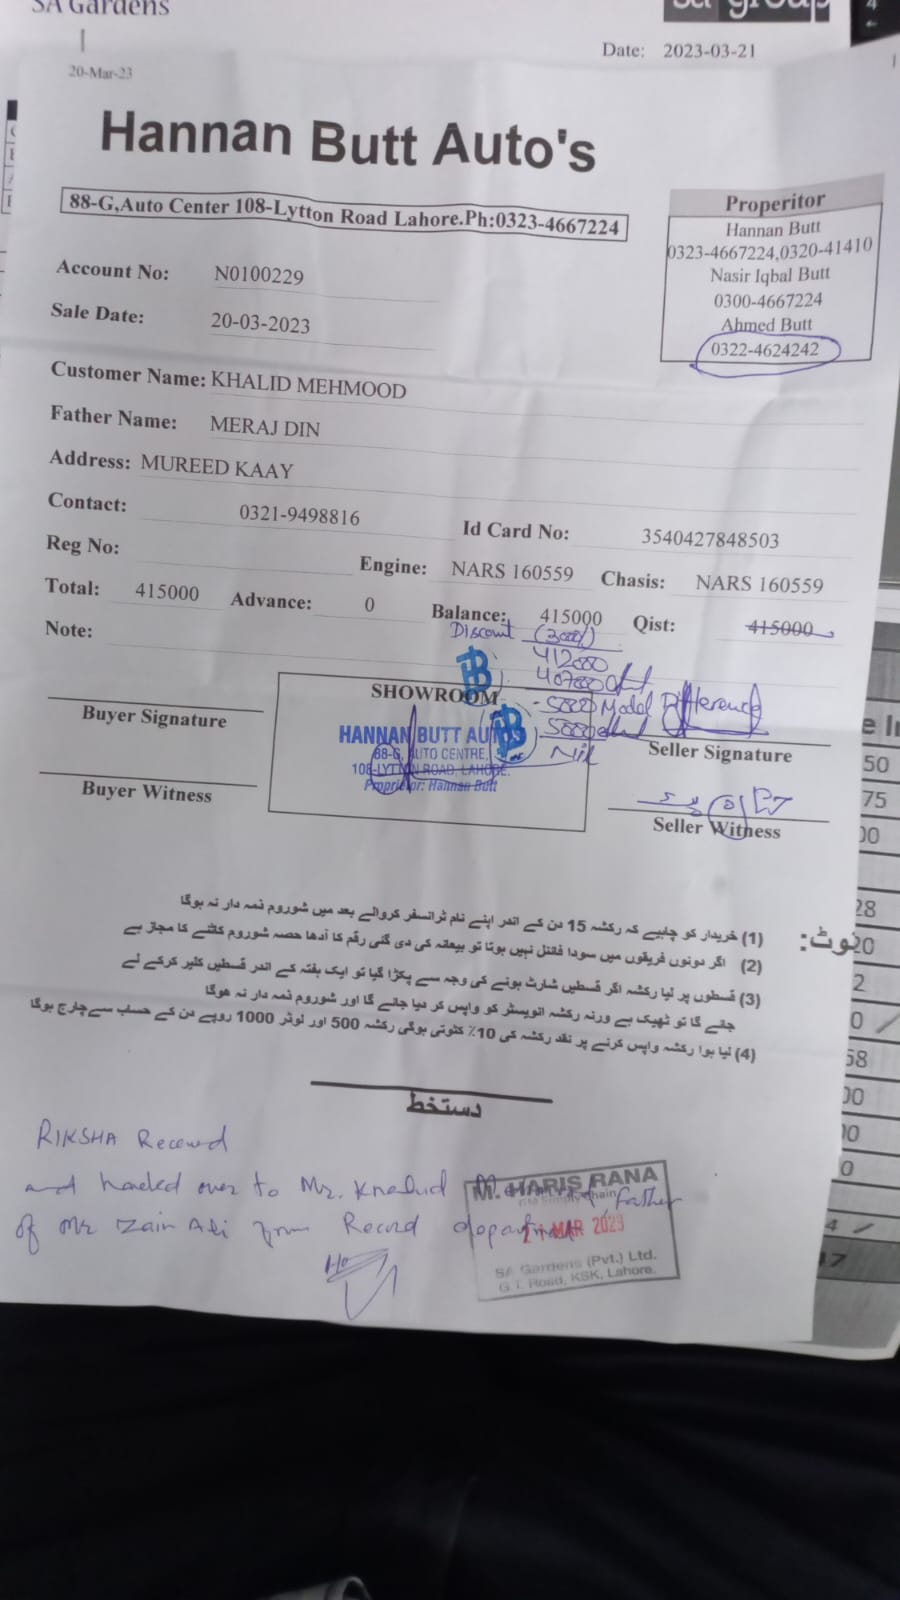 SA Gardens
sa group
Date: 2023-03-21
20-Mar-23
Hannan Butt Auto's
88-G,Auto Center 108-Lytton Road Lahore.Ph:0323-4667224
Properitor
Hannan Butt
0323-4667224,0320-41410
Nasir Iqbal Butt
0300-4667224
Ahmed Butt
0322-4624242
Account No: N0100229
Sale Date: 20-03-2023
Customer Name: KHALID MEHMOOD
Father Name: MERAJ DIN
Address: MUREED KAAY
Contact: 0321-9498816 Id Card No: 3540427848503
Reg No: Engine: NARS 160559 Chasis: NARS 160559
Total: 415000 Advance: 0 Balance: 415000 Qist: 415000
Note: Discount (3000/)
412000
407000
SHOWROOM
5000 Model Difference
5000
Nil
HANNAN BUTT AUTO
88-G, AUTO CENTRE,
108-LYTTON ROAD, LAHORE.
Proprietor: Hannan Butt
Buyer Signature
Seller Signature
Buyer Witness
Seller Witness
نوٹ:
(1) خریدار کو چاہیے کہ رکشہ 15 دن کے اندر اپنے نام ٹرانسفر کروالے بعد میں شوروم ذمہ دار نہ ہوگا
(2) اگر دونوں فریقوں میں سودا فائنل نہیں ہوتا تو بیعانہ کی دی گئی رقم کا آدھا حصہ شوروم کاٹنے کا مجاز ہے
(3) قسطوں پر لیا رکشہ اگر قسطیں شارٹ ہونے کی وجہ سے پکڑا گیا تو ایک ہفتہ کے اندر قسطیں کلیر کرکے لے
جائے گا تو ٹھیک ہے ورنہ رکشہ انویسٹر کو واپس کر دیا جائے گا اور شوروم ذمہ دار نہ ھوگا
(4) لیا ہوا رکشہ واپس کرنے پر نقد رکشہ کی 10٪ کٹوتی ہوگی رکشہ 500 اور لوڈر 1000 روپے دن کے حساب سےچارج ہوگا
دستخط
RIKSHA Received
and handed over to Mr. Khalid Father
of Mr Zain Ali from Record department
M. HARIS RANA
21 MAR 2023
SA Gardens (Pvt.) Ltd.
G.T. Road, KSK, Lahore.